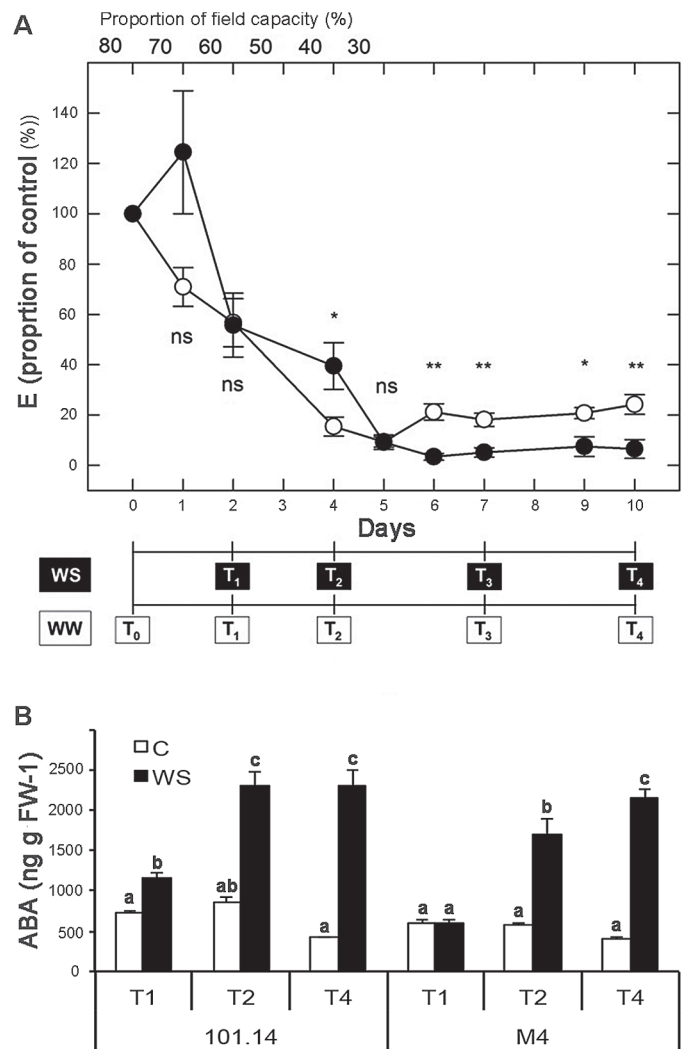 A
Proportion of field capacity (%)
80 70 60 50 40 30
E (proprtion of control (%))
140
120
100
80
60
40
20
0
ns
ns
*
ns
**
**
*
**
0 1 2 3 4 5 6 7 8 9 10
Days
WS T1 T2 T3 T4
WW T0 T1 T2 T3 T4
B
ABA (ng g FW-1)
C
WS
2500
2000
1500
1000
500
0
a b ab c a c a a a b a c
T1 T2 T4 T1 T2 T4
101.14 M4